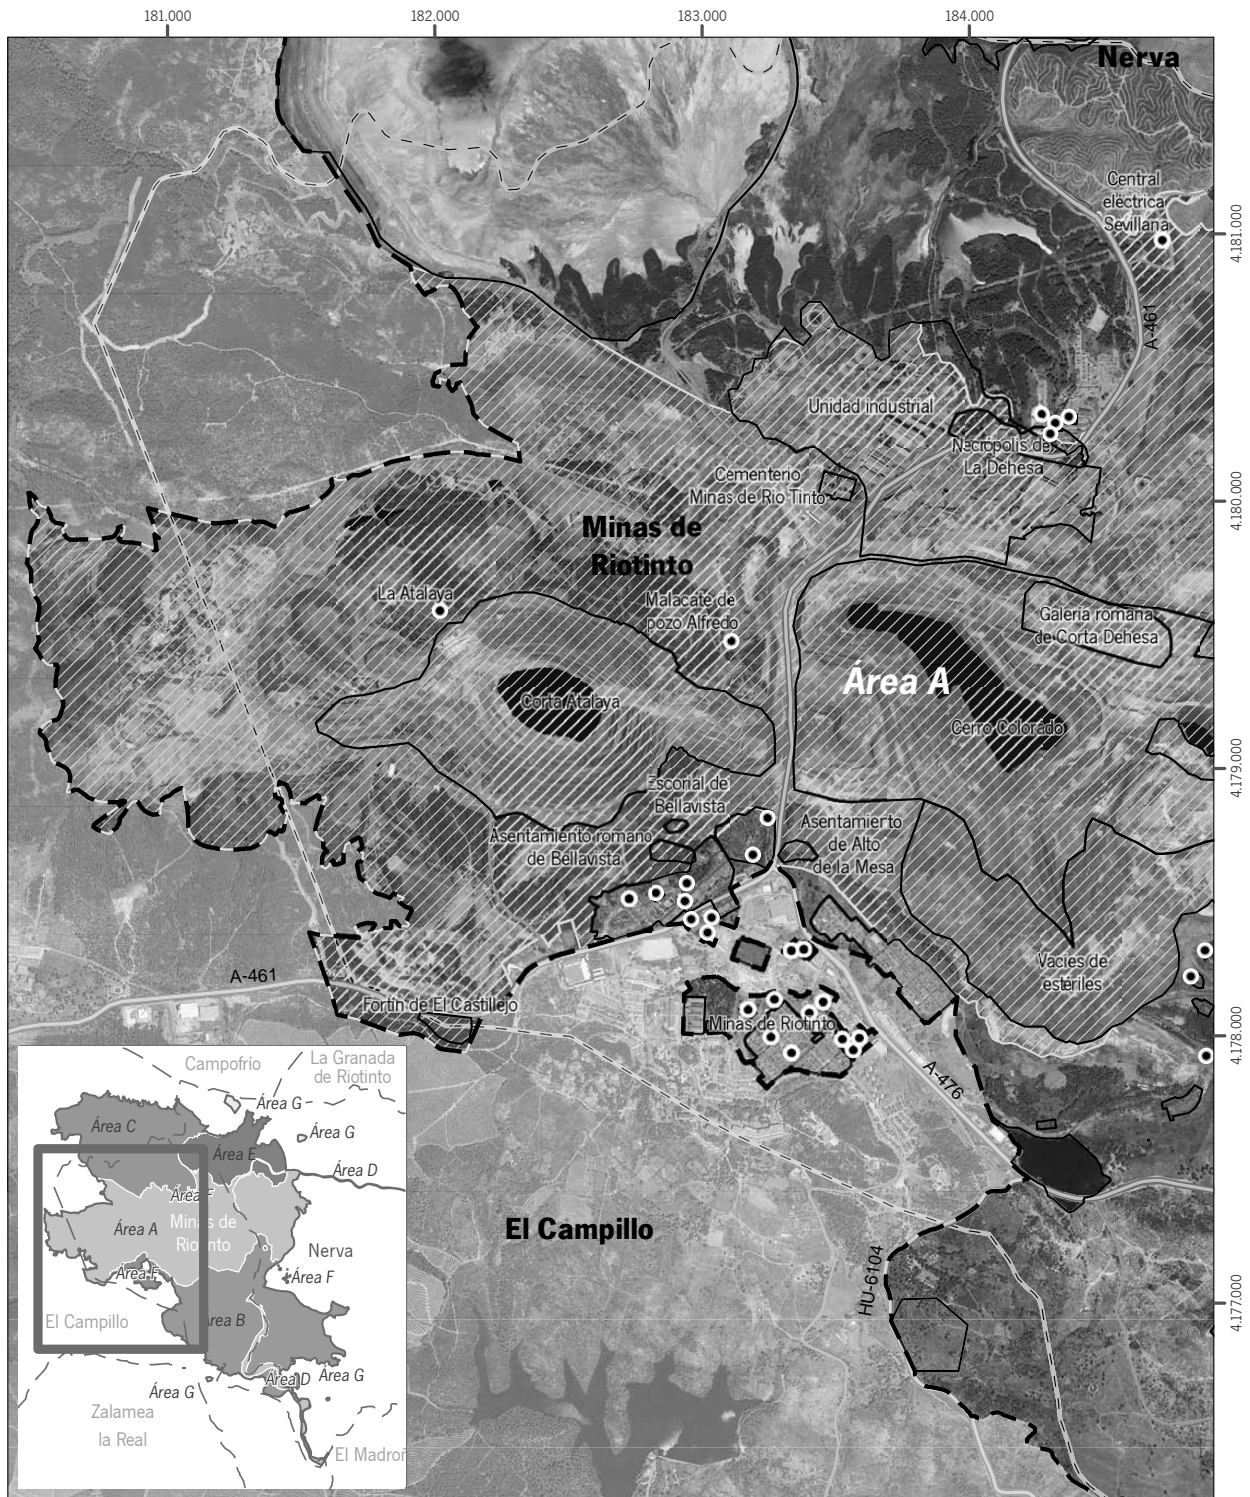 181.000
182.000
183.000
184.000
Nerva
Central
eléctrica
Sevillana
4.181.000
A-461
Unidad industrial
Necrópolis de
La Dehesa
Cementerio
Minas de Rio Tinto
4.180.000
Minas de
Riotinto
La Atalaya
Malacate de
pozo Alfredo
Galería romana
de Corta Dehesa
Área A
Corta Atalaya
Cerro Colorado
4.179.000
Escorial de
Bellavista
Asentamiento romano
de Bellavista
Asentamierto
de Alto
de la Mesa
Vacies de
estériles
A-461
Fortín de El Castillejo
Minas de Riotinto
4.178.000
A-476
El Campillo
HU-6104
4.177.000
Campofrío
La Granada
de Riotinto
Área G
Área C
Área G
Área E
Área D
Área F
Área A
Minas de
Riotinto
Nerva
Área F
Área F
El Campillo
Área B
Área G
Área D
Área G
Zalamea
la Real
El Madroñ